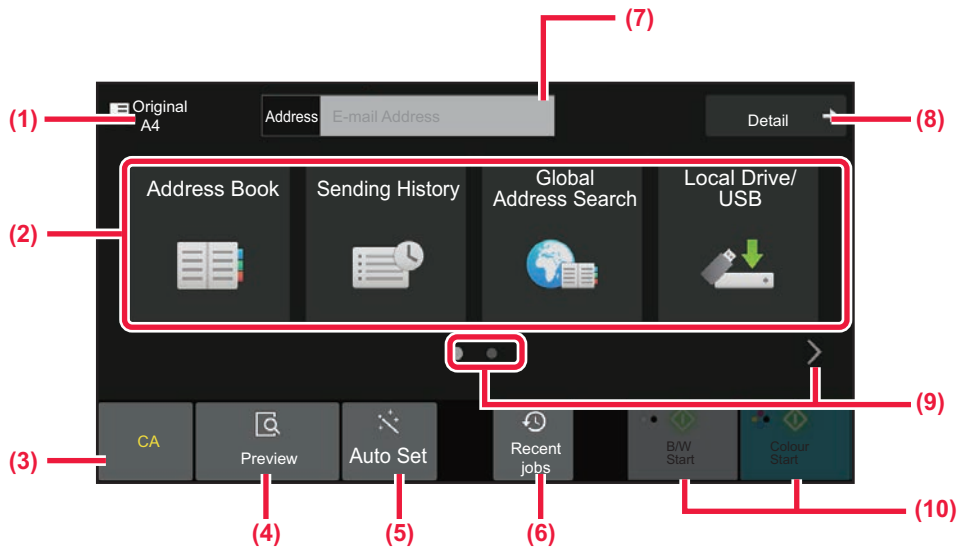 (7)
Original
A4
(1)
Address
E-mail Address
Detail
(8)
Address Book
Sending History
Global
Address Search
Local Drive/
USB
(2)
(9)
CA
Preview
Auto Set
Recent
jobs
B/W
Start
Colour
Start
(3)
(4)
(5)
(6)
(10)